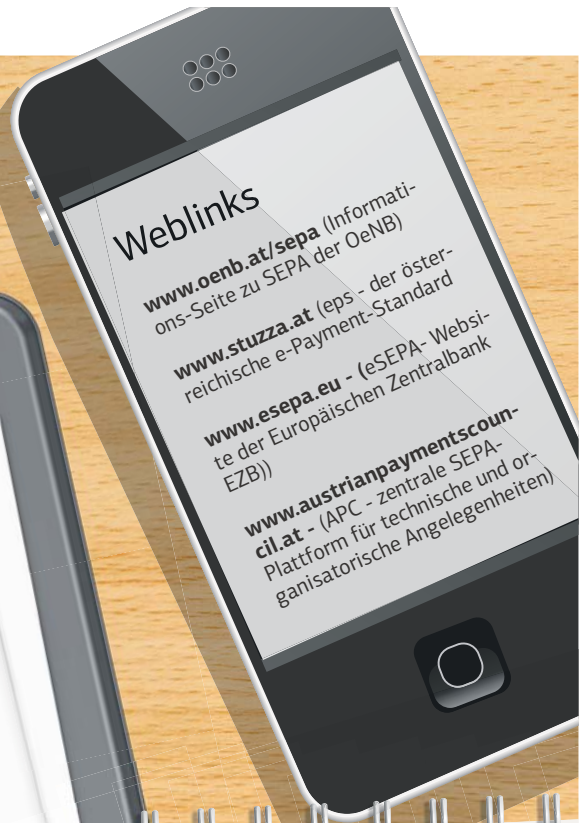 Weblinks
www.oenb.at/sepa (Informati-
ons-Seite zu SEPA der OeNB)
www.stuzza.at (eps - der öster-
reichische e-Payment-Standard
www.esepa.eu - (eSEPA- Websi-
te der Europäischen Zentralbank
EZB))
www.austrianpaymentscoun-
cil.at - (APC - zentrale SEPA-
Plattform für technische und or-
ganisatorische Angelegenheiten)